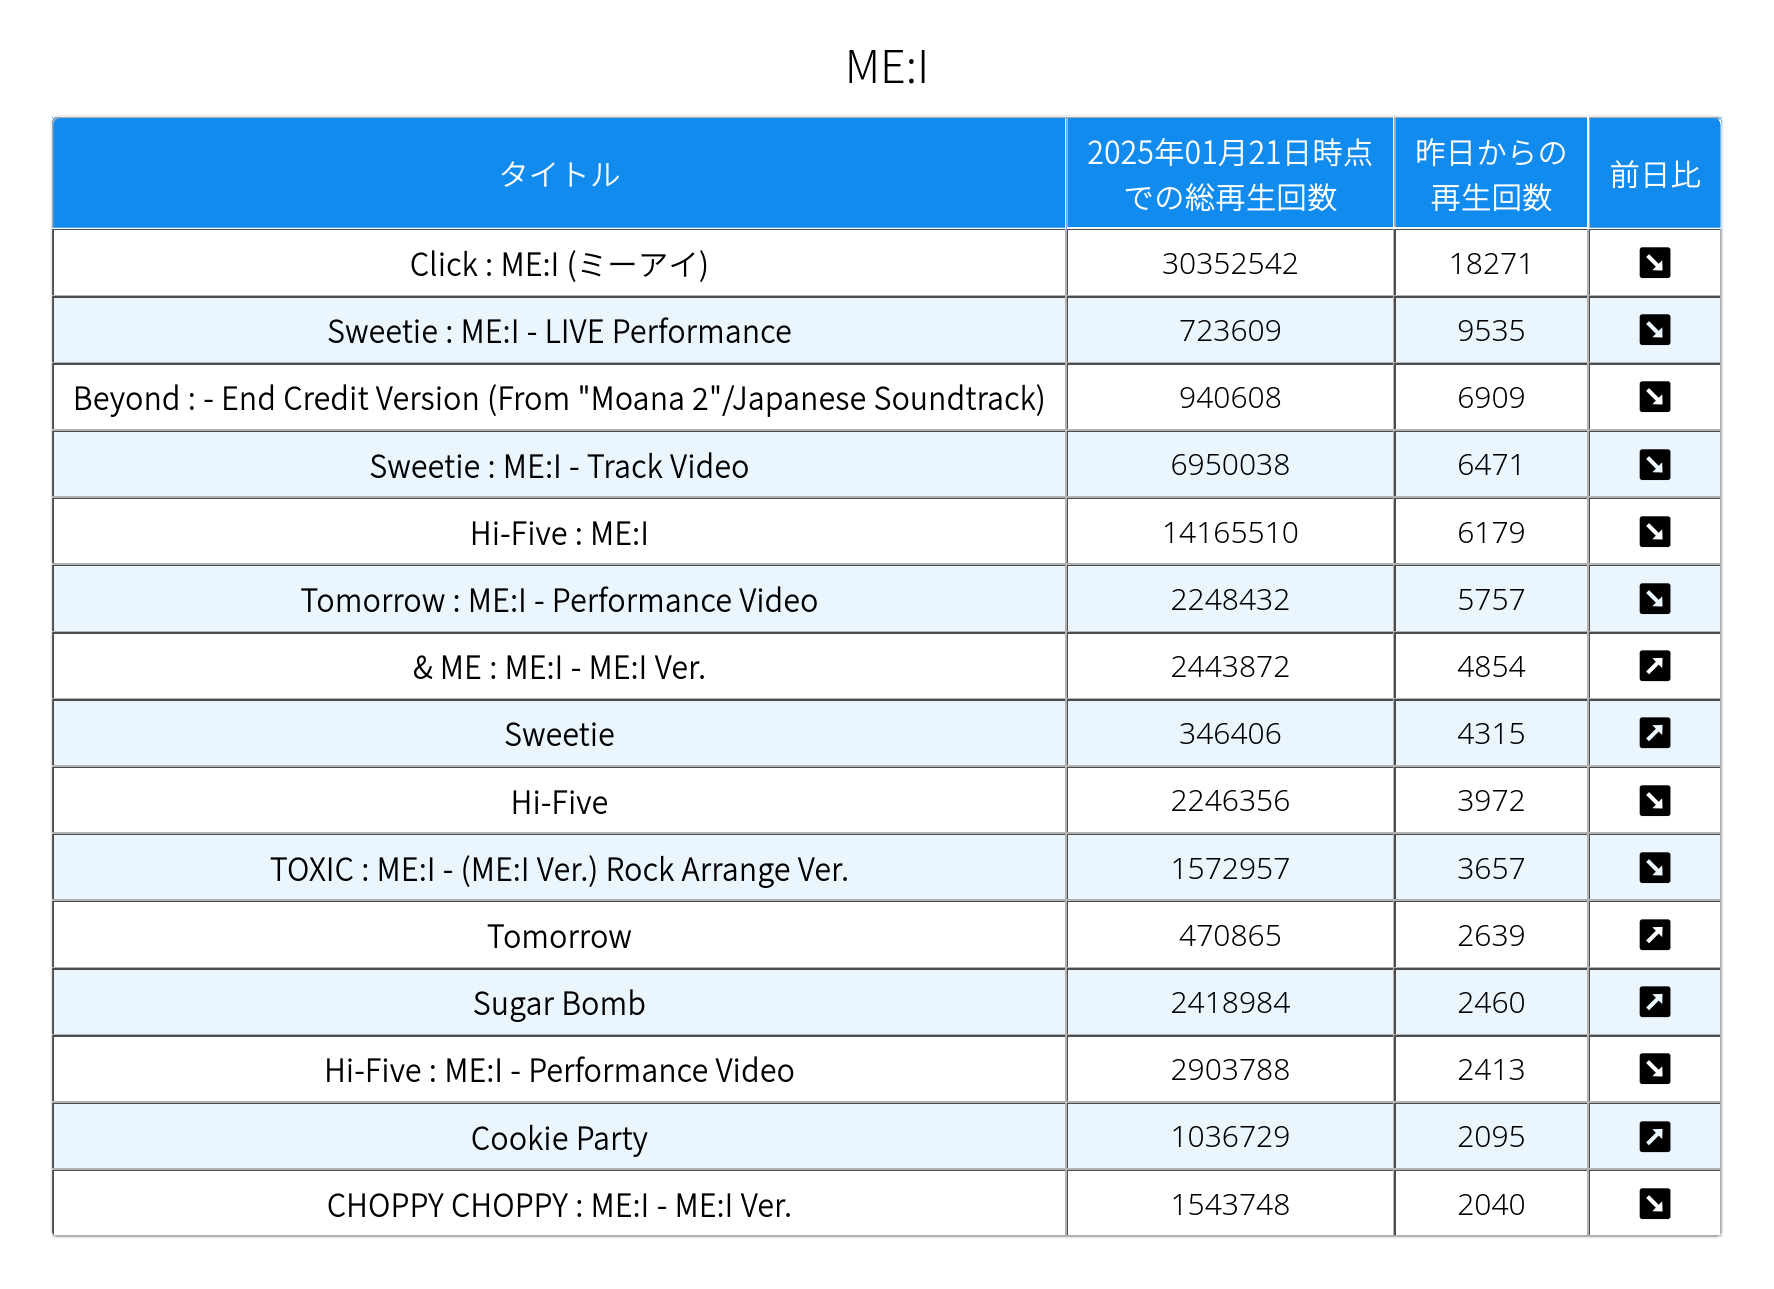 ME:I
タイトル
2025年01月21日時点
での総再生回数
昨日からの
再生回数
前日比
Click : ME:I (ミーアイ) 30352542 18271
Sweetie : ME:I - LIVE Performance 723609 9535
Beyond : - End Credit Version (From "Moana 2"/Japanese Soundtrack) 940608 6909
Sweetie : ME:I - Track Video 6950038 6471
Hi-Five : ME:I 14165510 6179
Tomorrow : ME:I - Performance Video 2248432 5757
& ME : ME:I - ME:I Ver. 2443872 4854
Sweetie 346406 4315
Hi-Five 2246356 3972
TOXIC : ME:I - (ME:I Ver.) Rock Arrange Ver. 1572957 3657
Tomorrow 470865 2639
Sugar Bomb 2418984 2460
Hi-Five : ME:I - Performance Video 2903788 2413
Cookie Party 1036729 2095
CHOPPY CHOPPY : ME:I - ME:I Ver. 1543748 2040